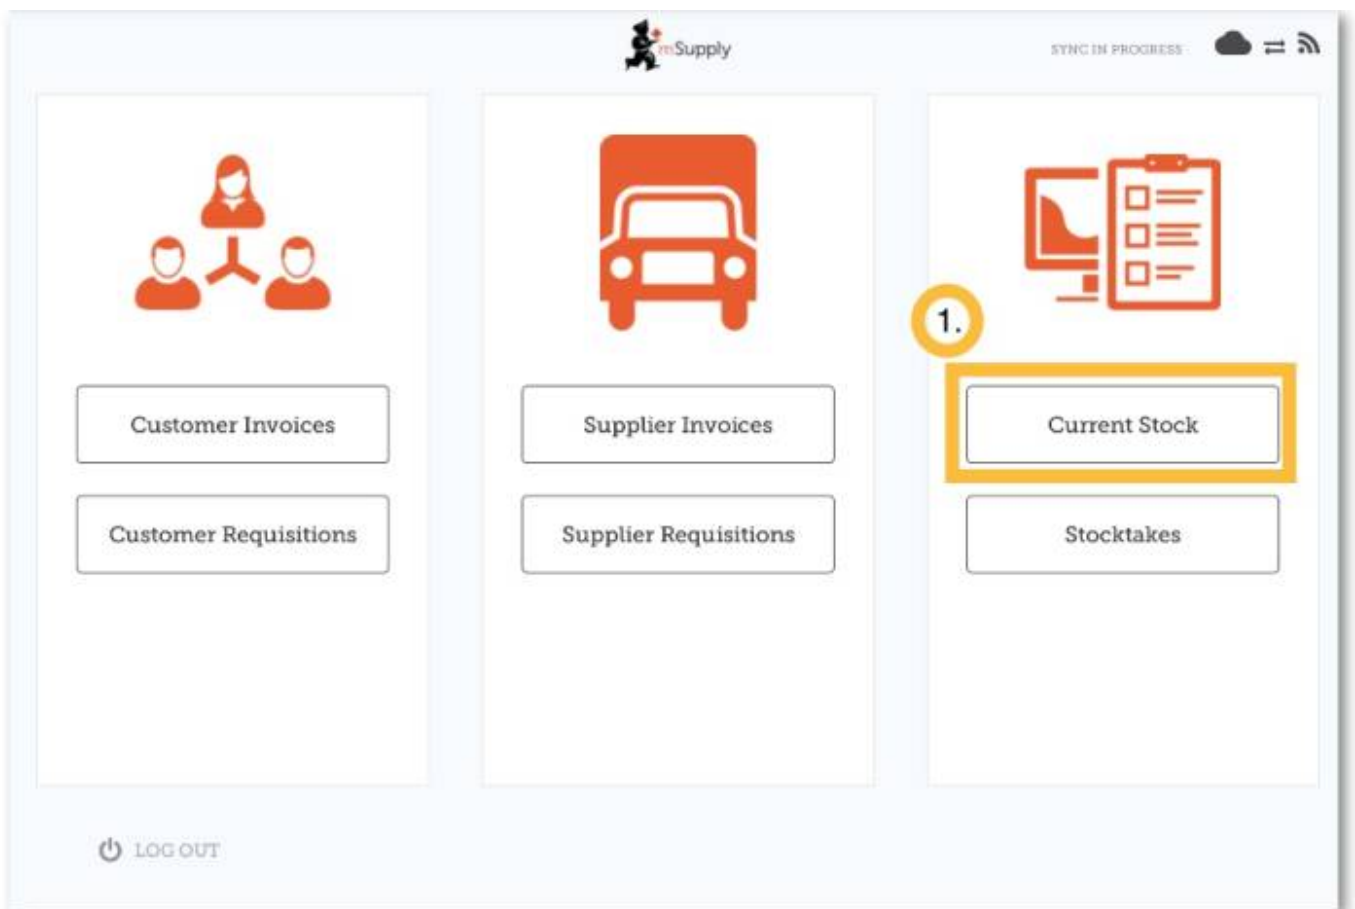 mSupply
SYNC IN PROGRESS
1.
Customer Invoices
Supplier Invoices
Current Stock
Customer Requisitions
Supplier Requisitions
Stocktakes
LOG OUT